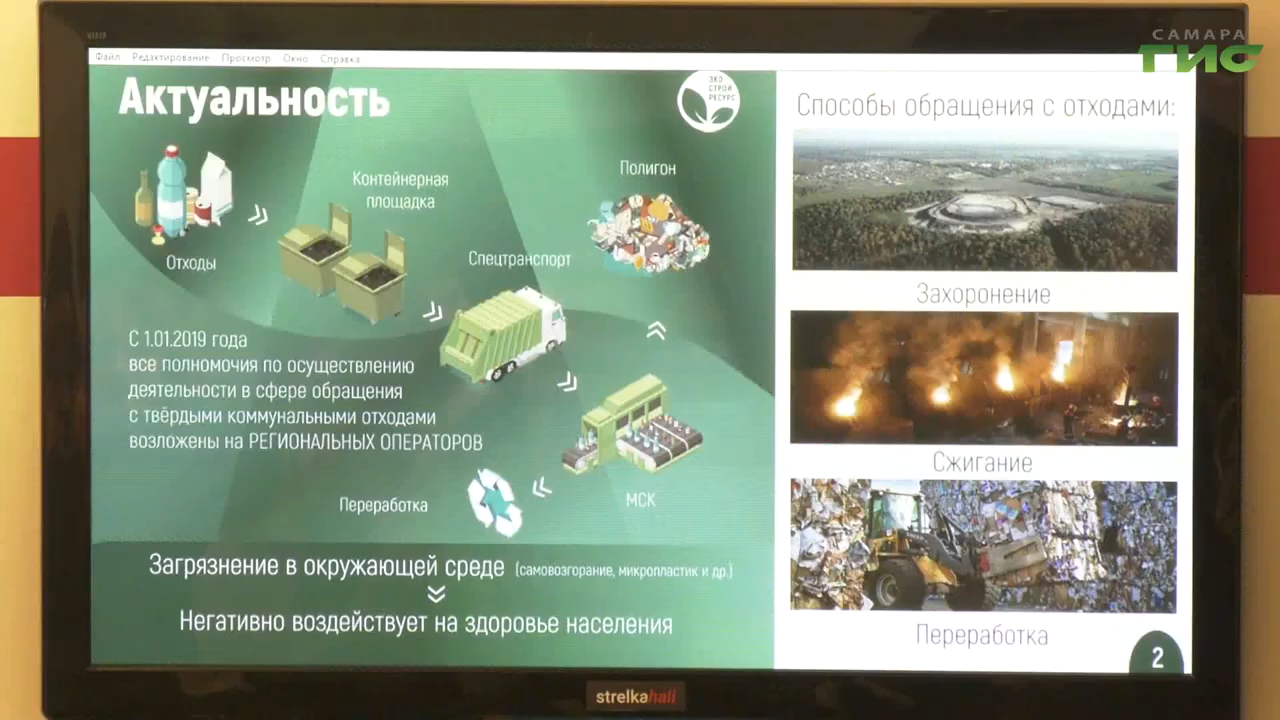 САМАРА
ГИС
Файл Редактирование Просмотр Окно Справка
Актуальность
ЭКО
СТРОЙ
РЕСУРС
Отходы
Контейнерная
площадка
Спецтранспорт
Полигон
С 1.01.2019 года
все полномочия по осуществлению
деятельности в сфере обращения
с твёрдыми коммунальными отходами
возложены на РЕГИОНАЛЬНЫХ ОПЕРАТОРОВ
Переработка
МСК
Загрязнение в окружающей среде (самовозгорание, микропластик и др.)
Негативно воздействует на здоровье населения
Способы обращения с отходами:
Захоронение
Сжигание
Переработка
2
strelkahall